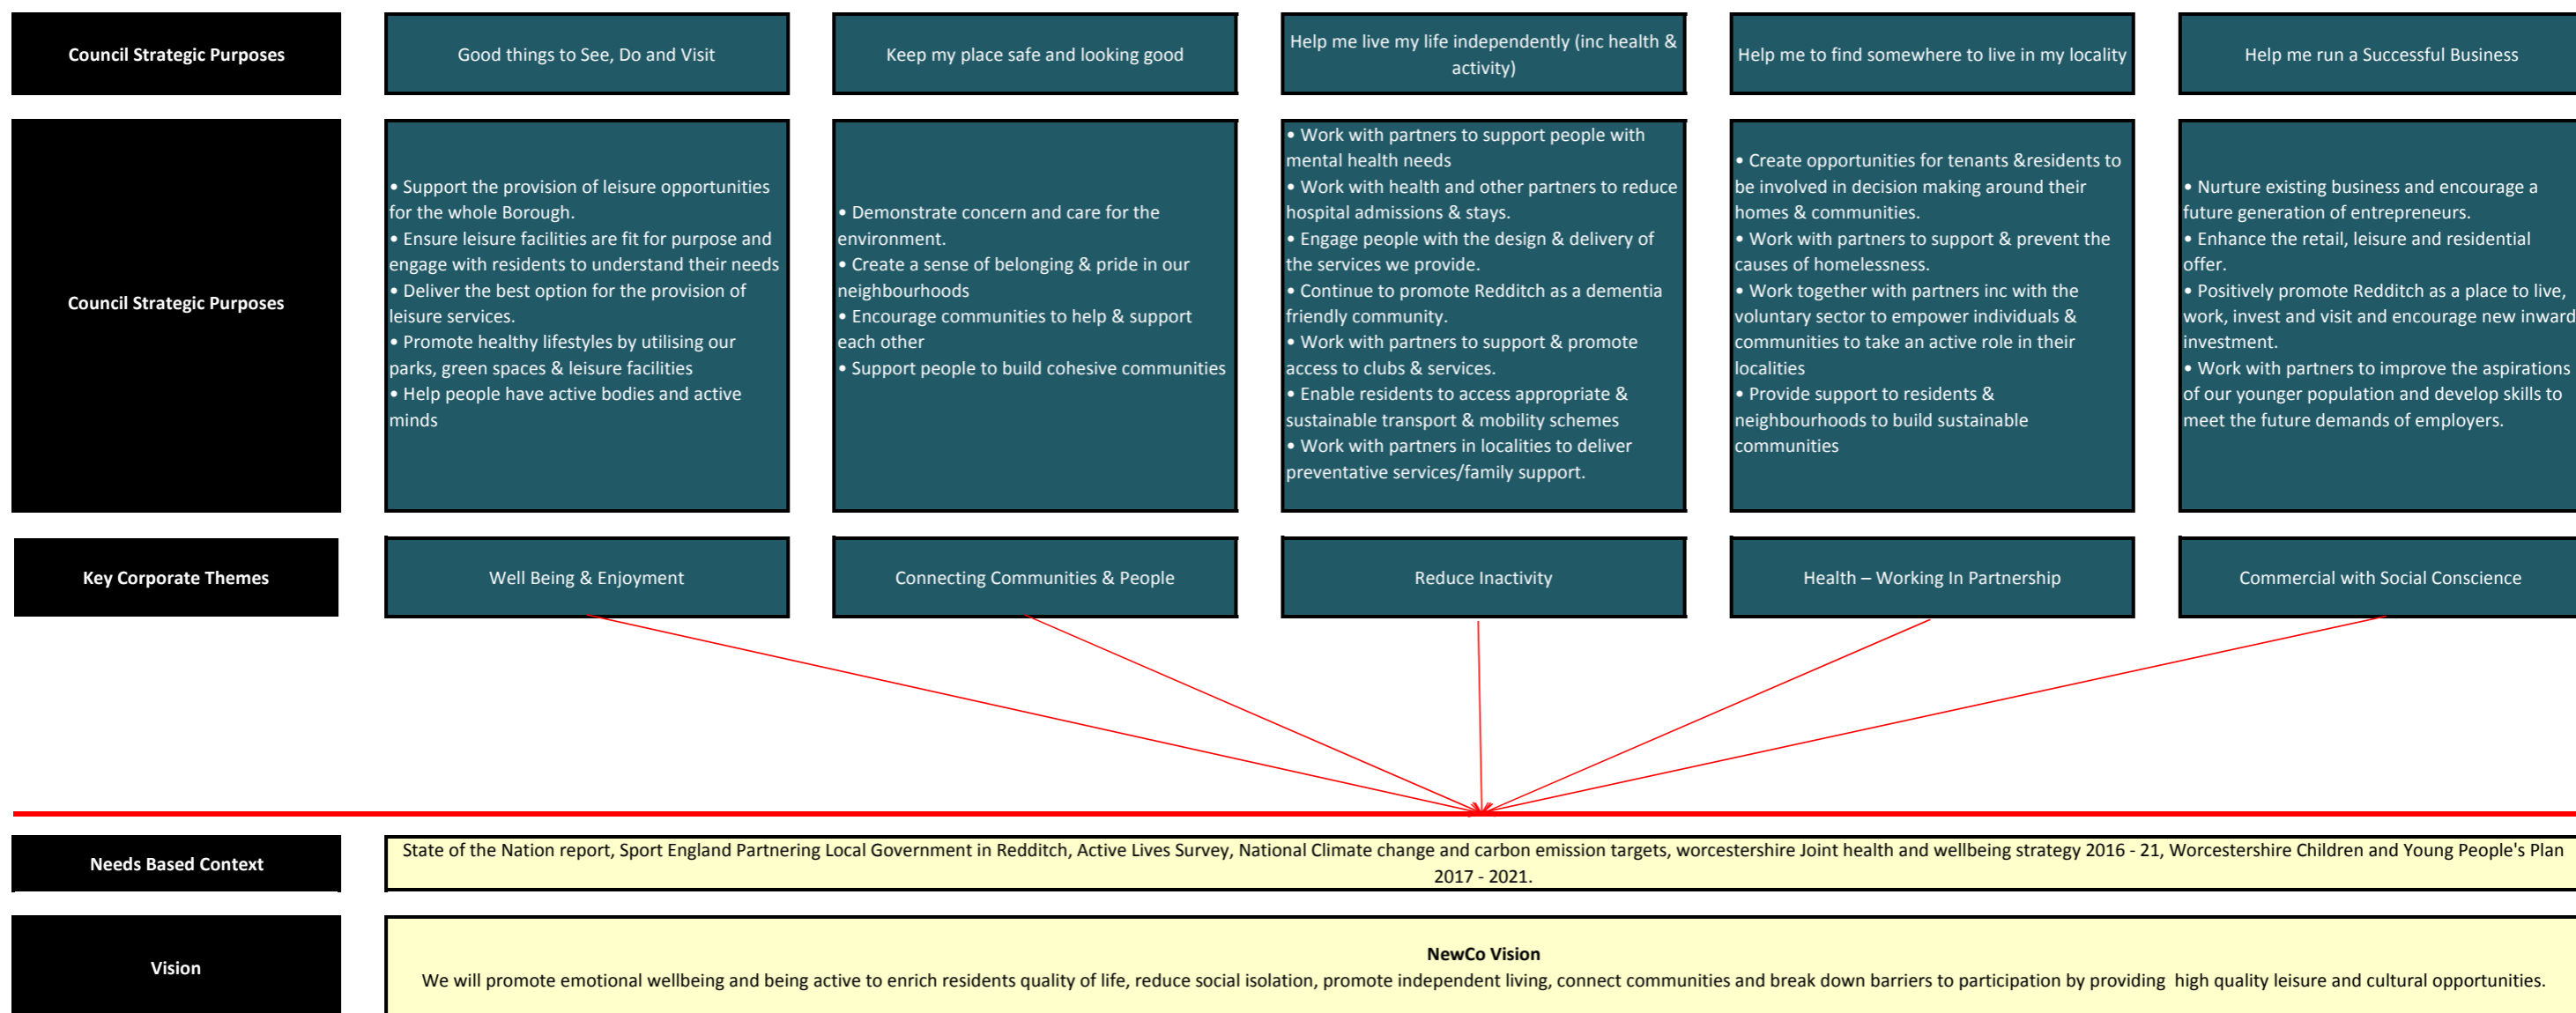 Council Strategic Purposes
Good things to See, Do and Visit
Keep my place safe and looking good
Help me live my life independently (inc health &
activity)
Help me to find somewhere to live in my locality
Help me run a Successful Business
Council Strategic Purposes
• Support the provision of leisure opportunities
for the whole Borough.
• Ensure leisure facilities are fit for purpose and
engage with residents to understand their needs
• Deliver the best option for the provision of
leisure services.
• Promote healthy lifestyles by utilising our
parks, green spaces & leisure facilities
• Help people have active bodies and active
minds
• Demonstrate concern and care for the
environment.
• Create a sense of belonging & pride in our
neighbourhoods
• Encourage communities to help & support
each other
• Support people to build cohesive communities
• Work with partners to support people with
mental health needs
• Work with health and other partners to reduce
hospital admissions & stays.
• Engage people with the design & delivery of
the services we provide.
• Continue to promote Redditch as a dementia
friendly community.
• Work with partners to support & promote
access to clubs & services.
• Enable residents to access appropriate &
sustainable transport & mobility schemes
• Work with partners in localities to deliver
preventative services/family support.
• Create opportunities for tenants &residents to
be involved in decision making around their
homes & communities.
• Work with partners to support & prevent the
causes of homelessness.
• Work together with partners inc with the
voluntary sector to empower individuals &
communities to take an active role in their
localities
• Provide support to residents &
neighbourhoods to build sustainable
communities
• Nurture existing business and encourage a
future generation of entrepreneurs.
• Enhance the retail, leisure and residential
offer.
• Positively promote Redditch as a place to live,
work, invest and visit and encourage new inward
investment.
• Work with partners to improve the aspirations
of our younger population and develop skills to
meet the future demands of employers.
Key Corporate Themes
Well Being & Enjoyment
Connecting Communities & People
Reduce Inactivity
Health – Working In Partnership
Commercial with Social Conscience
Needs Based Context
State of the Nation report, Sport England Partnering Local Government in Redditch, Active Lives Survey, National Climate change and carbon emission targets, worcestershire Joint health and wellbeing strategy 2016 - 21, Worcestershire Children and Young People's Plan
2017 - 2021.
Vision
NewCo Vision
We will promote emotional wellbeing and being active to enrich residents quality of life, reduce social isolation, promote independent living, connect communities and break down barriers to participation by providing  high quality leisure and cultural opportunities.